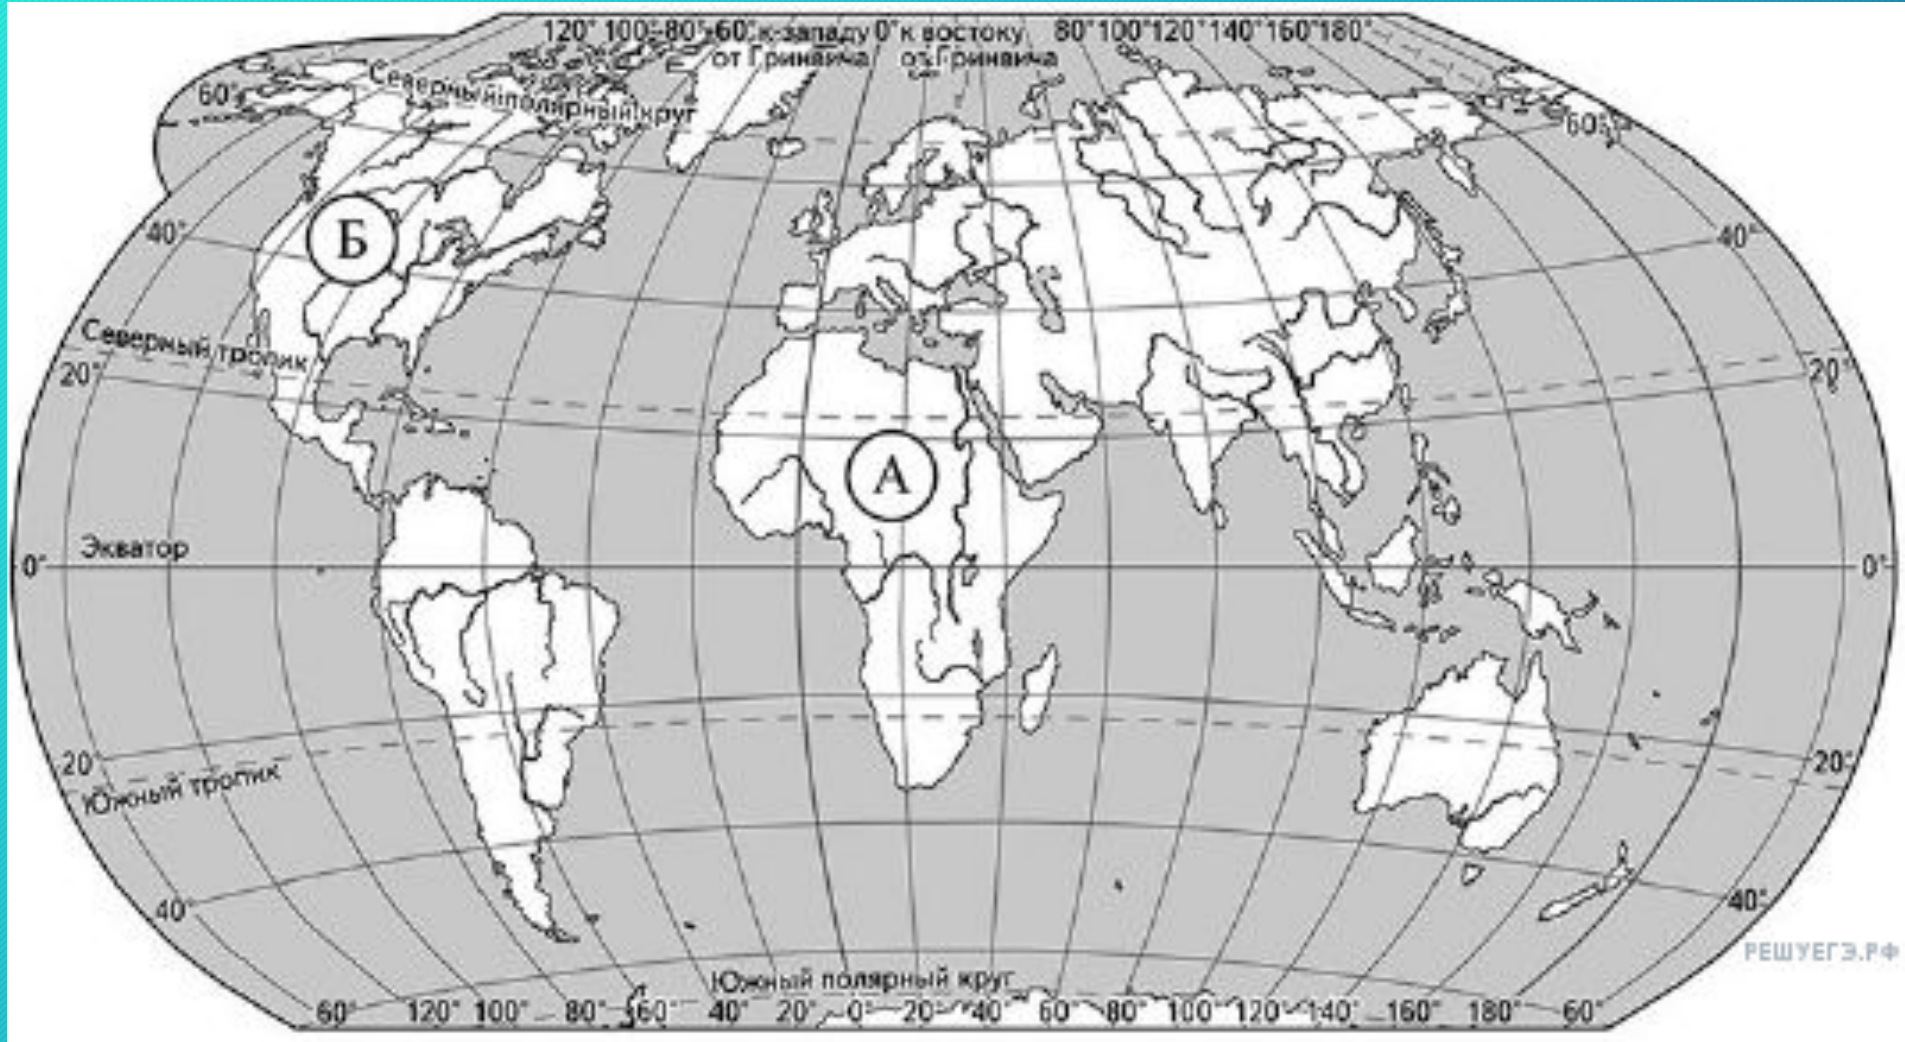 120° 100° 80° 60° к западу 0° к востоку 80° 100° 120° 140° 160° 180°
от Гринвича от Гринвича
Северный полярный круг
60° 60°
40° 40°
Б
Северный тропик
20° 20°
А
Экватор
0° 0°
20° 20°
Южный тропик
40° 40°
РЕШУЕГЭ.РФ
Южный полярный круг
60° 120° 100° 80° 60° 40° 20° 0° 20° 40° 60° 80° 100° 120° 140° 160° 180° 60°